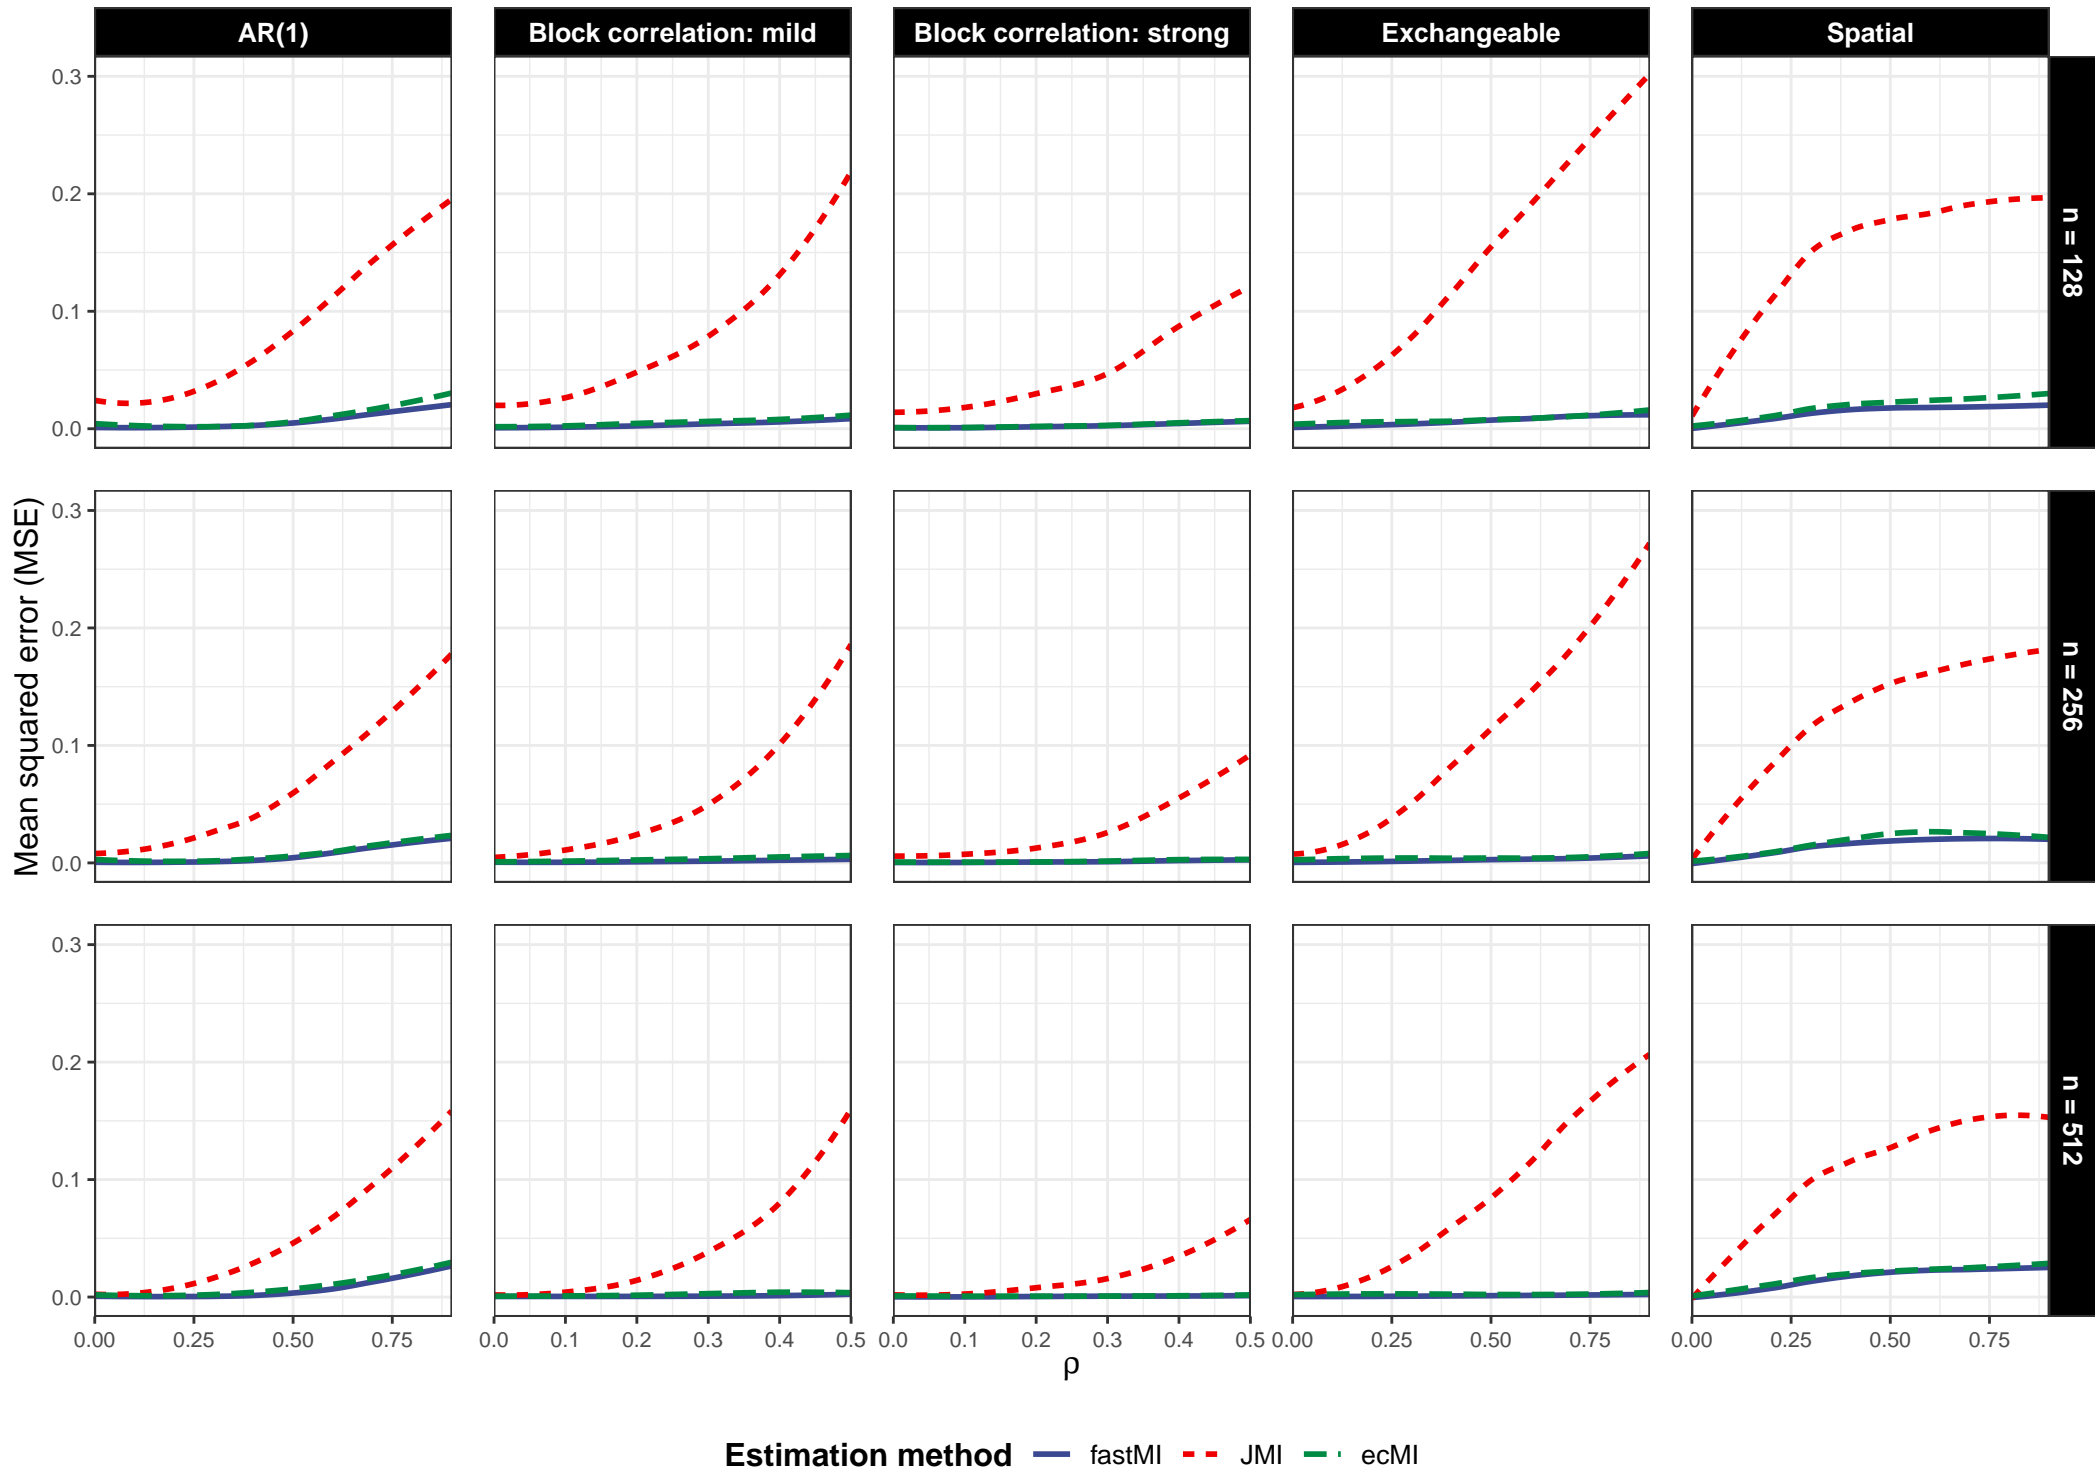 AR(1)
Block correlation: mild
Block correlation: strong
Exchangeable
Spatial
0.3
0.2
0.1
0.0
n = 128
Mean squared error (MSE)
0.3
0.2
0.1
0.0
n = 256
0.3
0.2
0.1
0.0
n = 512
0.00 0.25 0.50 0.75
0.0 0.1 0.2 0.3 0.4 0.5
0.0 0.1 0.2 0.3 0.4 0.5
0.00 0.25 0.50 0.75
0.00 0.25 0.50 0.75
ρ
Estimation method fastMI JMI ecMI